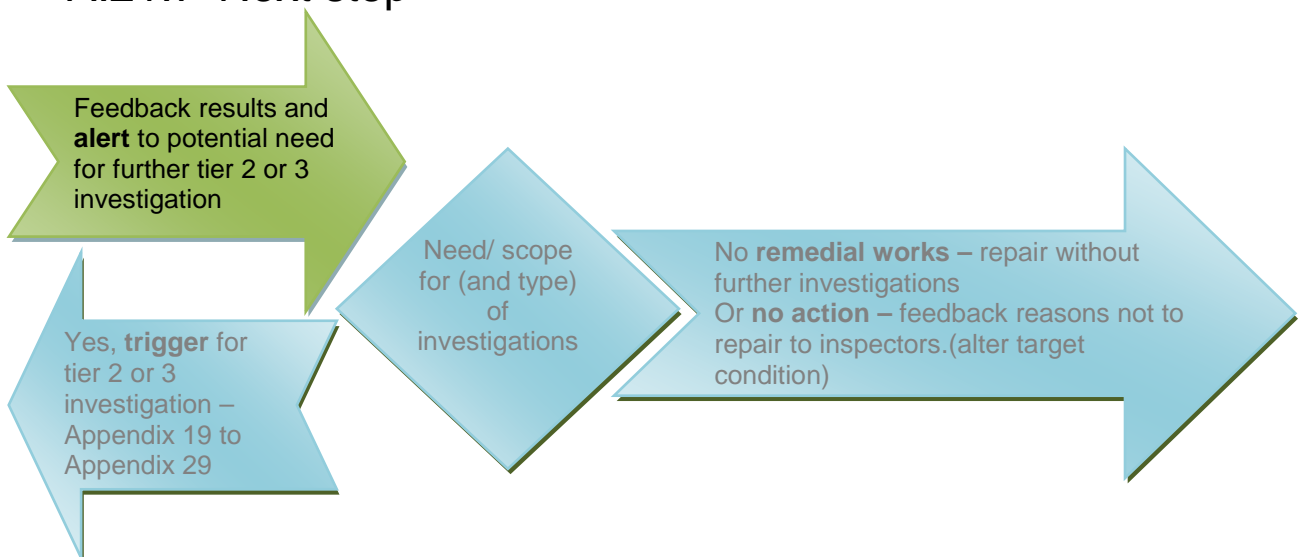 Next step
Feedback results and
alert to potential need
for further tier 2 or 3
investigation
Need/ scope
for (and type)
of
investigations
No remedial works – repair without
further investigations
Or no action – feedback reasons not to
repair to inspectors.(alter target
condition)
Yes, trigger for
tier 2 or 3
investigation –
Appendix 19 to
Appendix 29